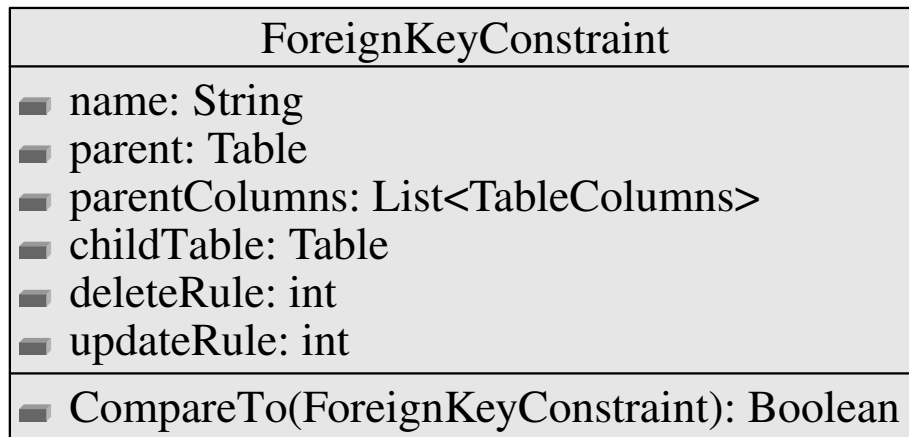 ForeignKeyConstraint
name: String
parent: Table
parentColumns: List<TableColumns>
childTable: Table
deleteRule: int
updateRule: int
CompareTo(ForeignKeyConstraint): Boolean